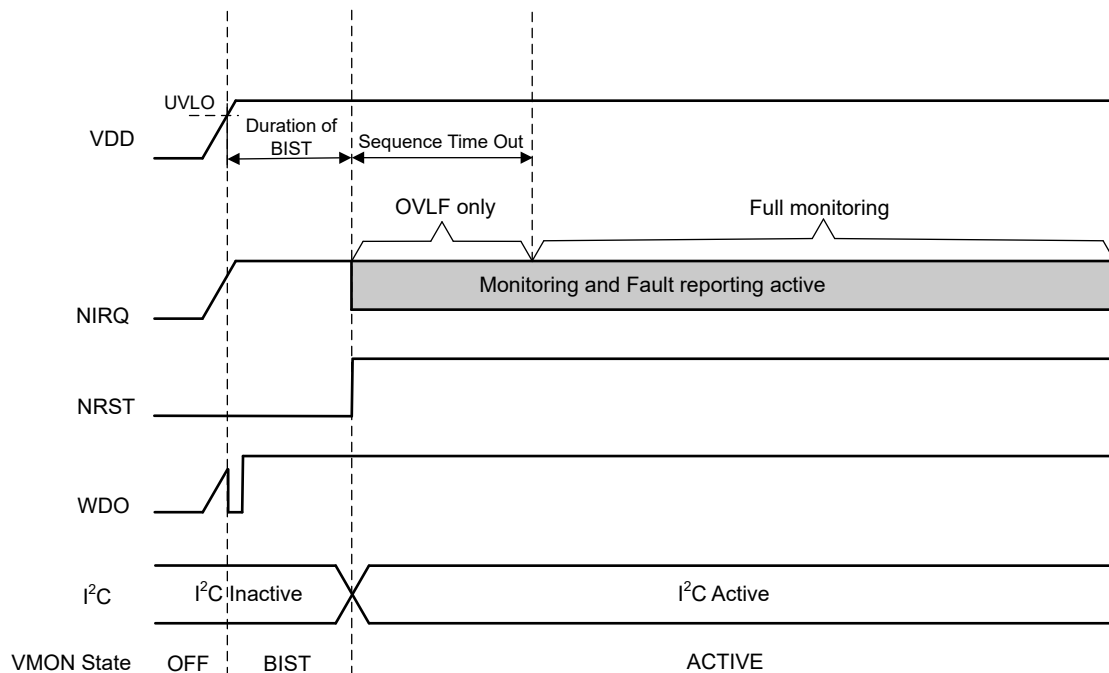 UVLO
VDD
Duration of
BIST
Sequence Time Out
OVLF only
Full monitoring
Monitoring and Fault reporting active
NIRQ
NRST
WDO
I²C
I²C Inactive
I²C Active
VMON State
OFF
BIST
ACTIVE